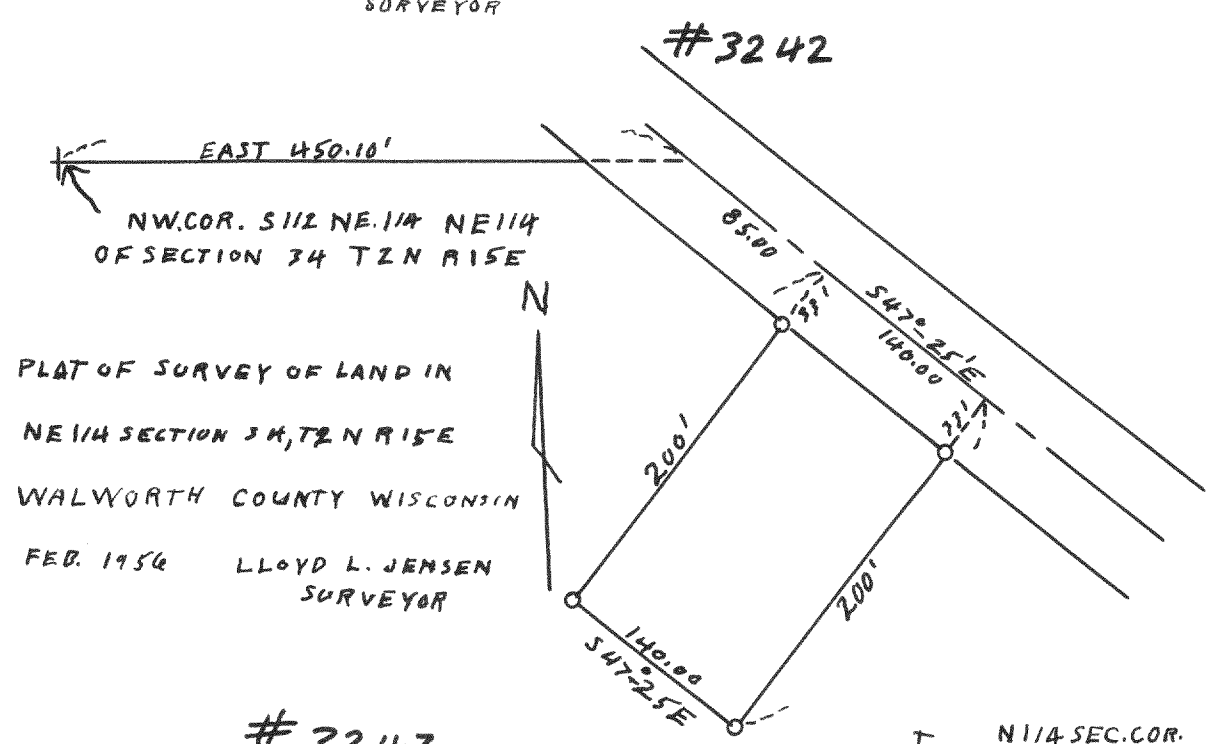 SURVEYOR
#3242
EAST 450.10'
NW.COR. S1/2 NE.1/4 NE1/4
OF SECTION 34 T2N R15E
85.00
33'
S47°-25'E
140.00
33'
N
PLAT OF SURVEY OF LAND IN
NE1/4 SECTION 34, T2N R15E
WALWORTH COUNTY WISCONSIN
FEB. 1956 LLOYD L. JENSEN
SURVEYOR
200'
200'
140.00
S47°-25E
#3243
N1/4 SEC.COR.